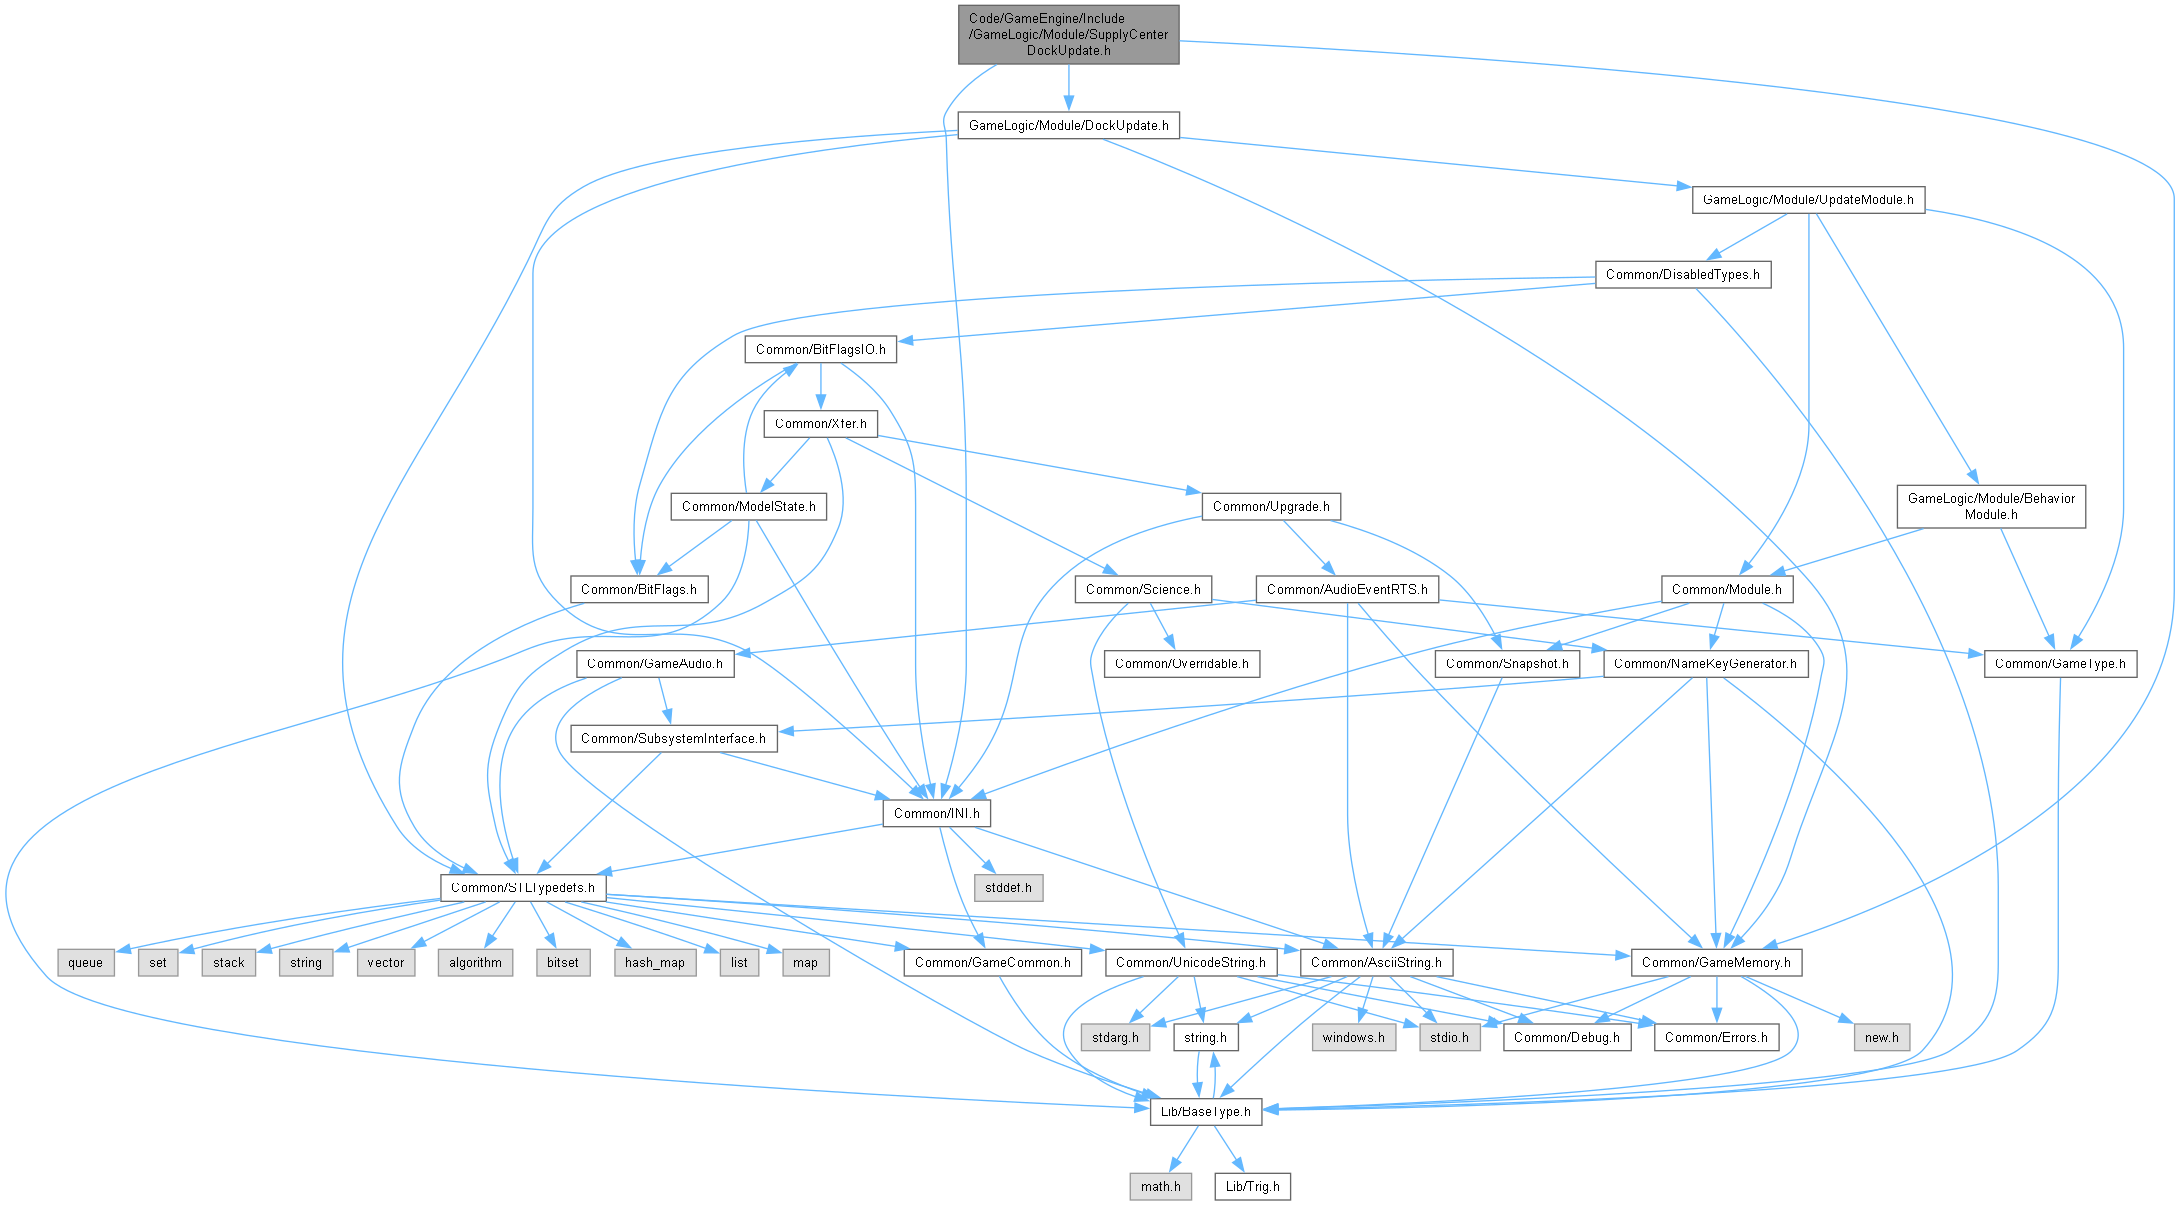 Code/GameEngine/Include
/GameLogic/Module/SupplyCenter
DockUpdate.h
GameLogic/Module/DockUpdate.h
GameLogic/Module/UpdateModule.h
Common/DisabledTypes.h
Common/BitFlagsIO.h
Common/Xfer.h
Common/ModelState.h
Common/Upgrade.h
GameLogic/Module/Behavior
Module.h
Common/BitFlags.h
Common/Science.h
Common/AudioEventRTS.h
Common/Module.h
Common/GameAudio.h
Common/Overridable.h
Common/Snapshot.h
Common/NameKeyGenerator.h
Common/GameType.h
Common/SubsystemInterface.h
Common/INI.h
Common/STLTypedefs.h
stddef.h
queue
set
stack
string
vector
algorithm
bitset
hash_map
list
map
Common/GameCommon.h
Common/UnicodeString.h
Common/AsciiString.h
Common/GameMemory.h
stdarg.h
string.h
windows.h
stdio.h
Common/Debug.h
Common/Errors.h
new.h
Lib/BaseType.h
math.h
Lib/Trig.h